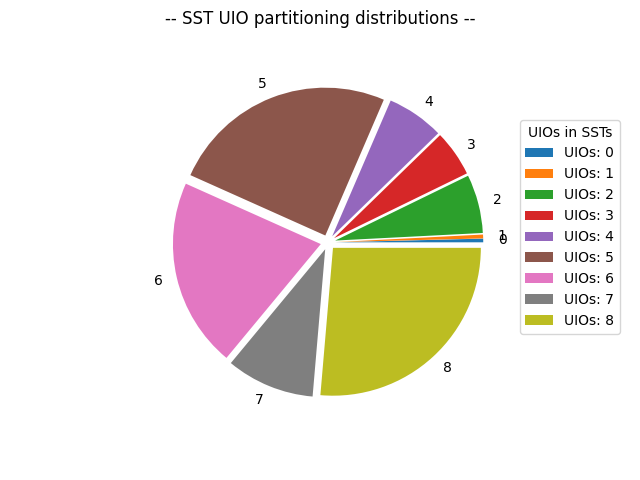 -- SST UIO partitioning distributions --
5
4
3
2
1
0
6
7
8
UIOs in SSTs
UIOs: 0
UIOs: 1
UIOs: 2
UIOs: 3
UIOs: 4
UIOs: 5
UIOs: 6
UIOs: 7
UIOs: 8